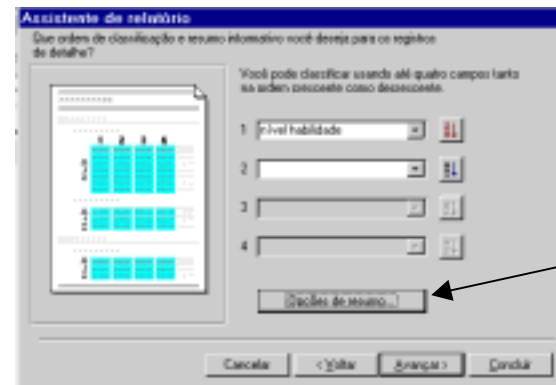 Assistente de relatório
Que ordem de classificação e resumo informativo você deseja para os registros
de detalhe?
Você pode classificar usando até quatro campos tanto
na ordem crescente como descrescente.
1 nível habilidade
2
3
4
Opções de resumo...
Cancelar < Voltar Avançar > Concluir